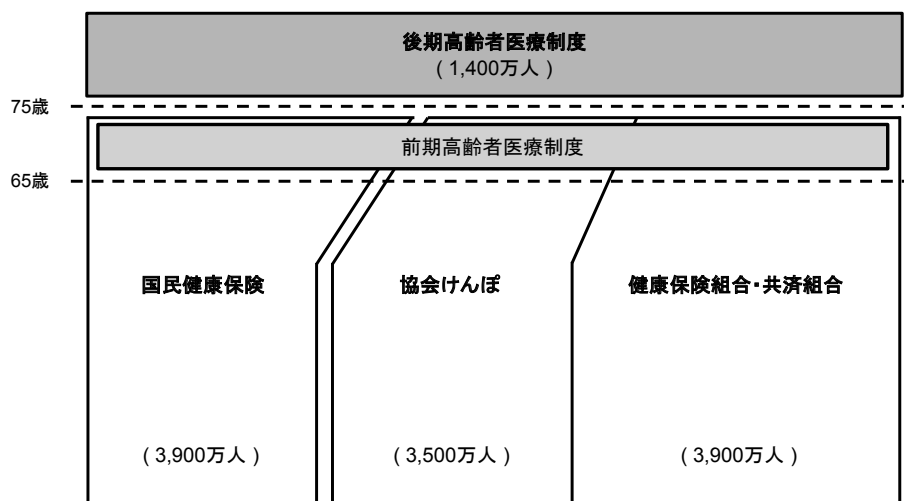 後期高齢者医療制度
( 1,400万人 )
75歳
前期高齢者医療制度
65歳
国民健康保険
協会けんぽ
健康保険組合・共済組合
( 3,900万人 )
( 3,500万人 )
( 3,900万人 )